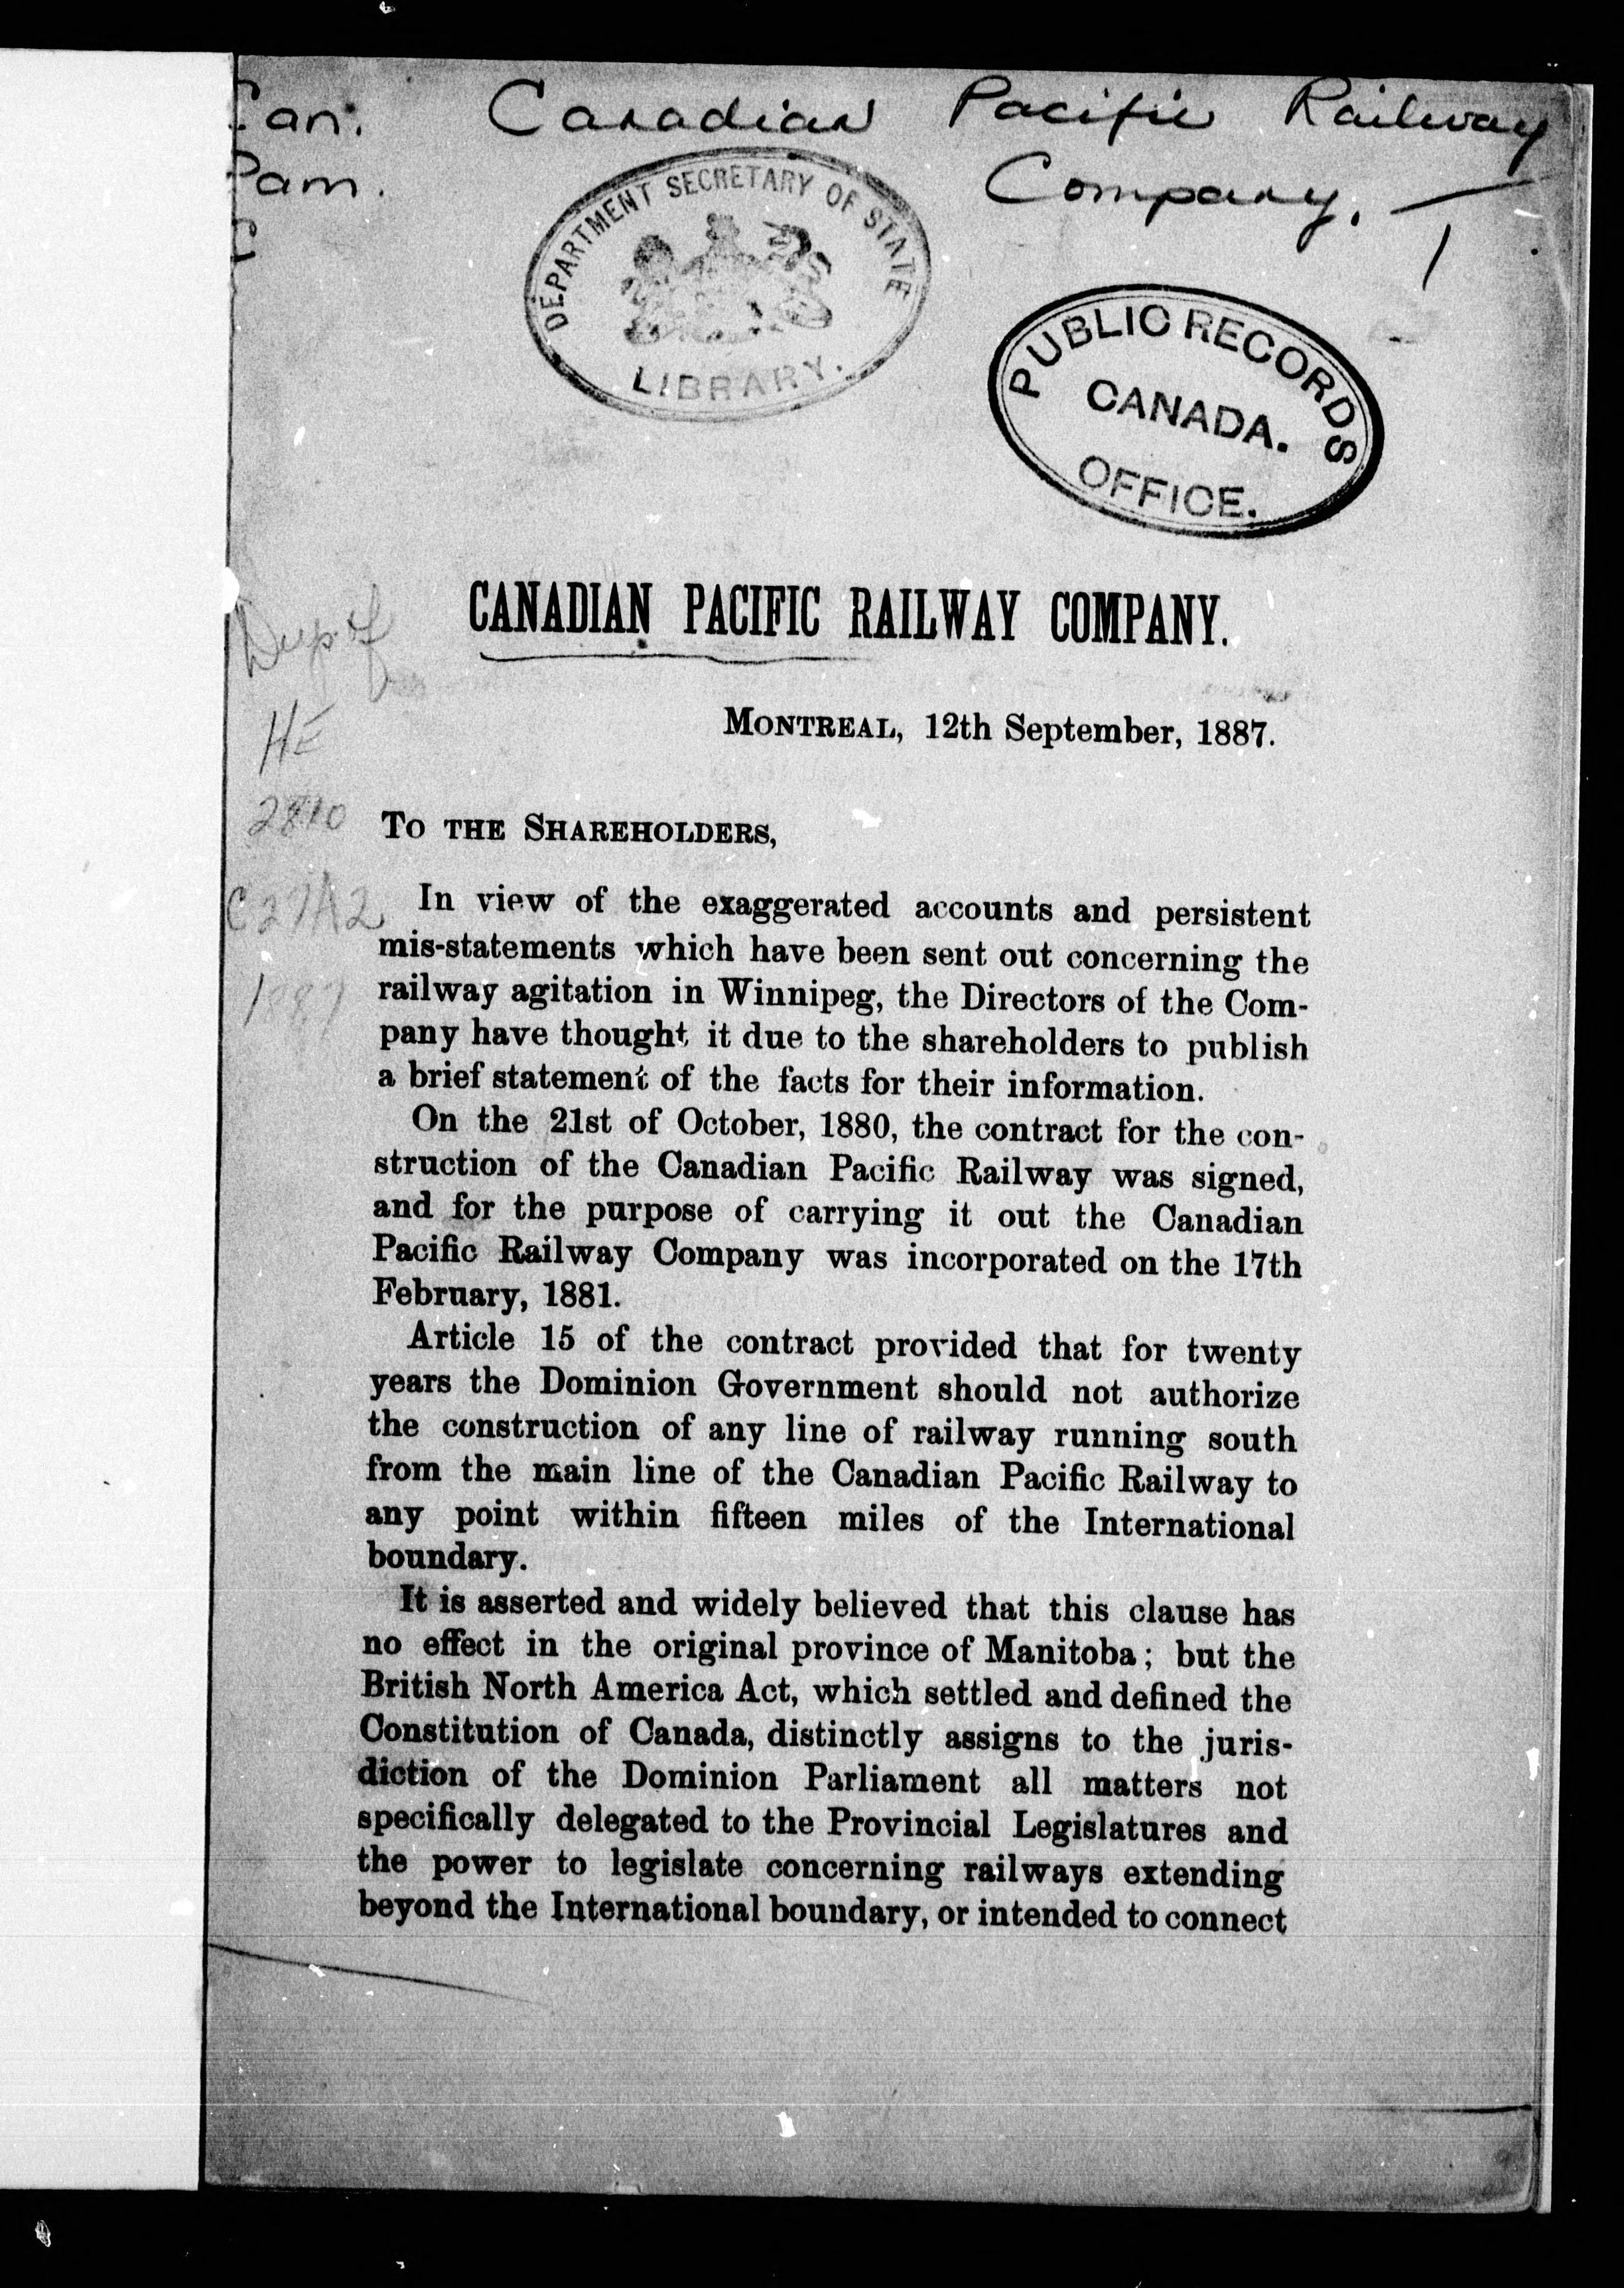 Can. Canadian Pacific Railway
Pam. Company.
C
1
DEPARTMENT SECRETARY OF STATE
LIBRARY.
PUBLIC RECORDS
CANADA.
OFFICE.
CANADIAN PACIFIC RAILWAY COMPANY.
MONTREAL, 12th September, 1887.
HE
2810
C27A2
1887
TO THE SHAREHOLDERS,
In view of the exaggerated accounts and persistent
mis-statements which have been sent out concerning the
railway agitation in Winnipeg, the Directors of the Com-
pany have thought it due to the shareholders to publish
a brief statement of the facts for their information.
On the 21st of October, 1880, the contract for the con-
struction of the Canadian Pacific Railway was signed,
and for the purpose of carrying it out the Canadian
Pacific Railway Company was incorporated on the 17th
February, 1881.
Article 15 of the contract provided that for twenty
years the Dominion Government should not authorize
the construction of any line of railway running south
from the main line of the Canadian Pacific Railway to
any point within fifteen miles of the International
boundary.
It is asserted and widely believed that this clause has
no effect in the original province of Manitoba; but the
British North America Act, which settled and defined the
Constitution of Canada, distinctly assigns to the juris-
diction of the Dominion Parliament all matters not
specifically delegated to the Provincial Legislatures and
the power to legislate concerning railways extending
beyond the International boundary, or intended to connect